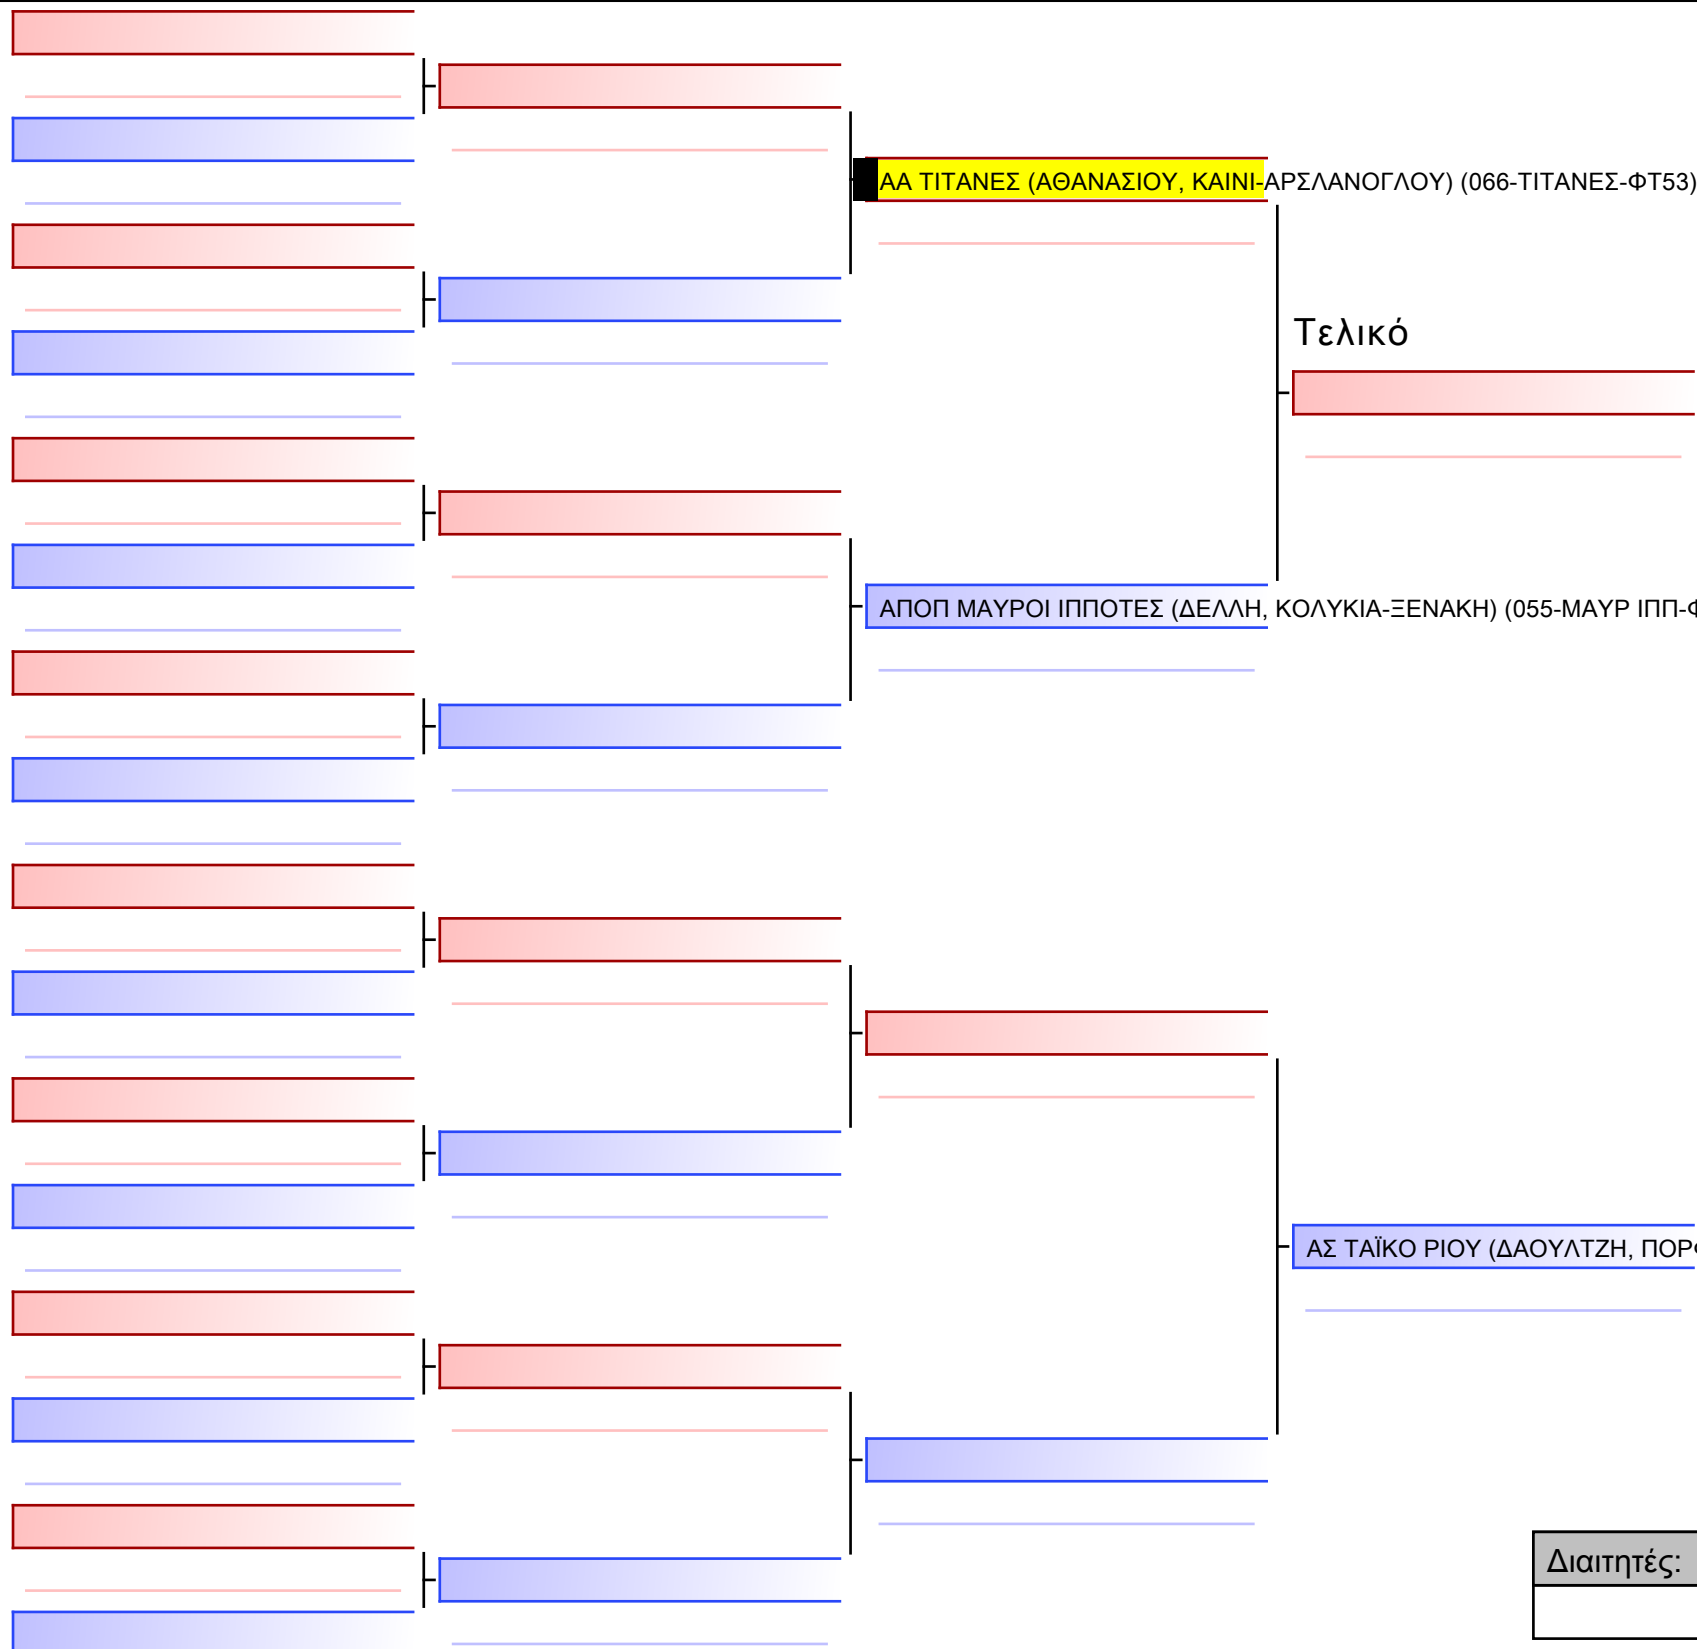 ΑΑ ΤΙΤΑΝΕΣ (ΑΘΑΝΑΣΙΟΥ, ΚΑΙΝΙ-ΑΡΣΛΑΝΟΓΛΟΥ) (066-ΤΙΤΑΝΕΣ-ΦΤ53)
Τελικό
ΑΠΟΠ ΜΑΥΡΟΙ ΙΠΠΟΤΕΣ (ΔΕΛΛΗ, ΚΟΛΥΚΙΑ-ΞΕΝΑΚΗ) (055-ΜΑΥΡ ΙΠΠ-
ΑΣ ΤΑΪΚΟ ΡΙΟΥ (ΔΑΟΥΛΤΖΗ,
Διαιτητές: